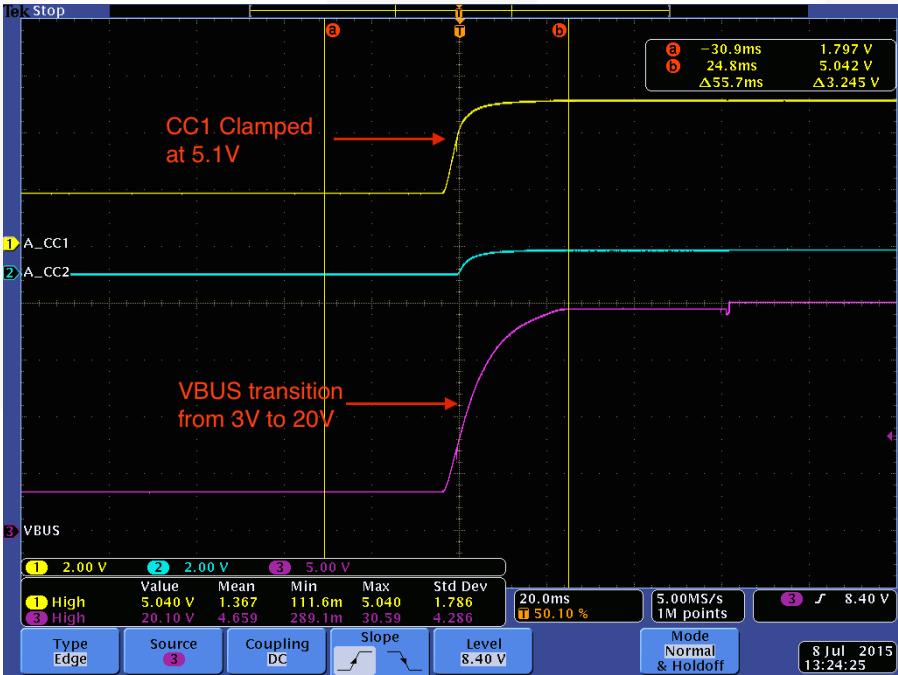 Tek Stop
T
a
T
b
a −30.9ms 1.797 V
b 24.8ms 5.042 V
Δ55.7ms Δ3.245 V
CC1 Clamped
at 5.1V
1 A_CC1
2 A_CC2
VBUS transition
from 3V to 20V
3 VBUS
1 2.00 V 2 2.00 V 3 5.00 V
Value Mean Min Max Std Dev
1 High 5.040 V 1.367 111.6m 5.040 1.786
3 High 20.10 V 4.659 289.1m 30.59 4.286
20.0ms
T 50.10 %
5.00MS/s
1M points
3 8.40 V
Type
Edge
Source
3
Coupling
DC
Slope
Level
8.40 V
Mode
Normal
& Holdoff
8 Jul 2015
13:24:25